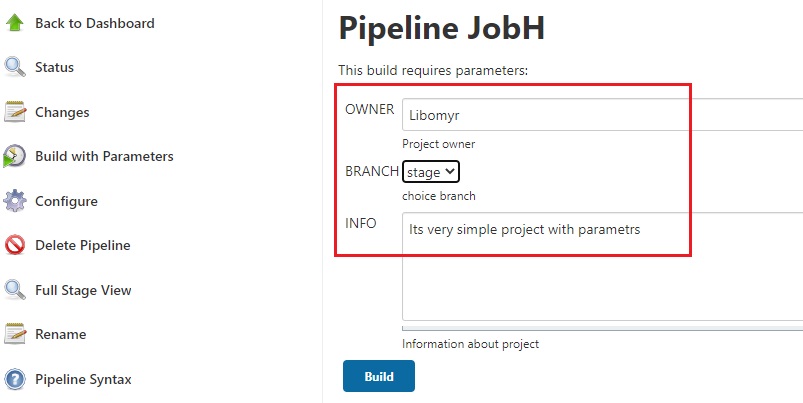 Back to Dashboard
Status
Changes
Build with Parameters
Configure
Delete Pipeline
Full Stage View
Rename
Pipeline Syntax
Pipeline JobH
This build requires parameters:
OWNER
Libomyr
Project owner
BRANCH
stage
choice branch
INFO
Its very simple project with parametrs
Information about project
Build